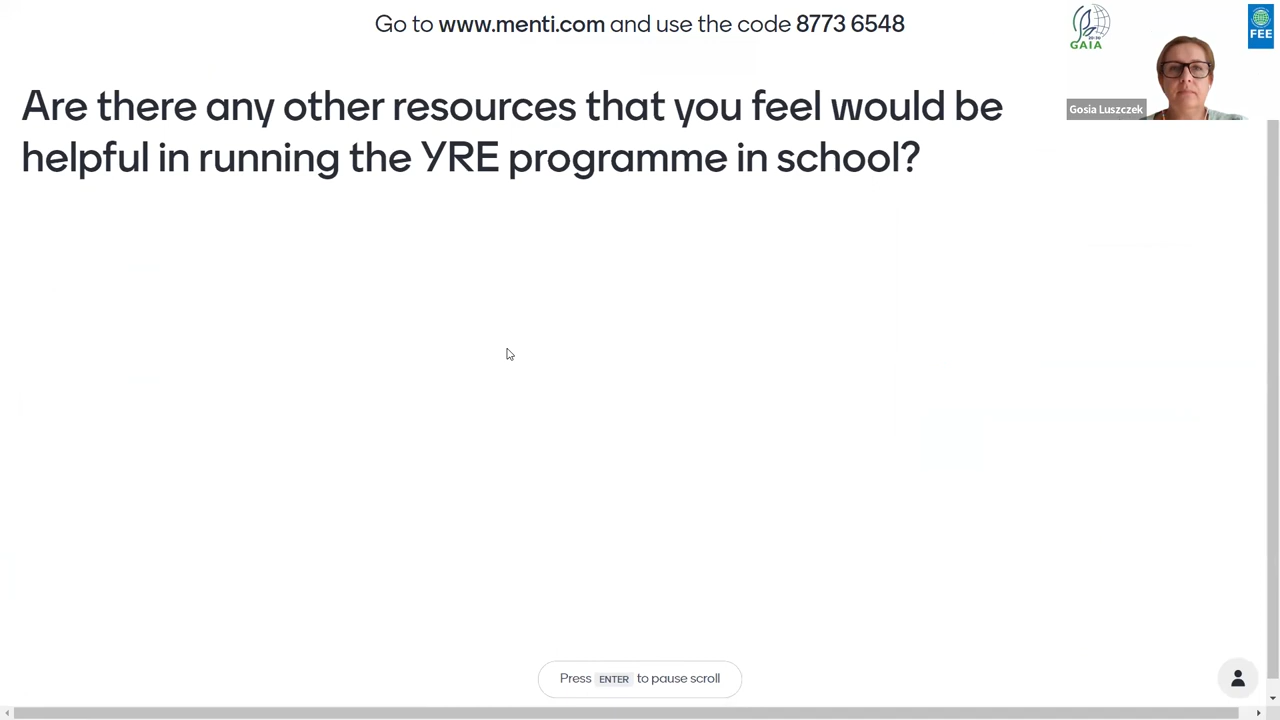 Go to www.menti.com and use the code 8773 6548
GAIA
FEE
Gosia Luszczek
Are there any other resources that you feel would be
helpful in running the YRE programme in school?
Press ENTER to pause scroll